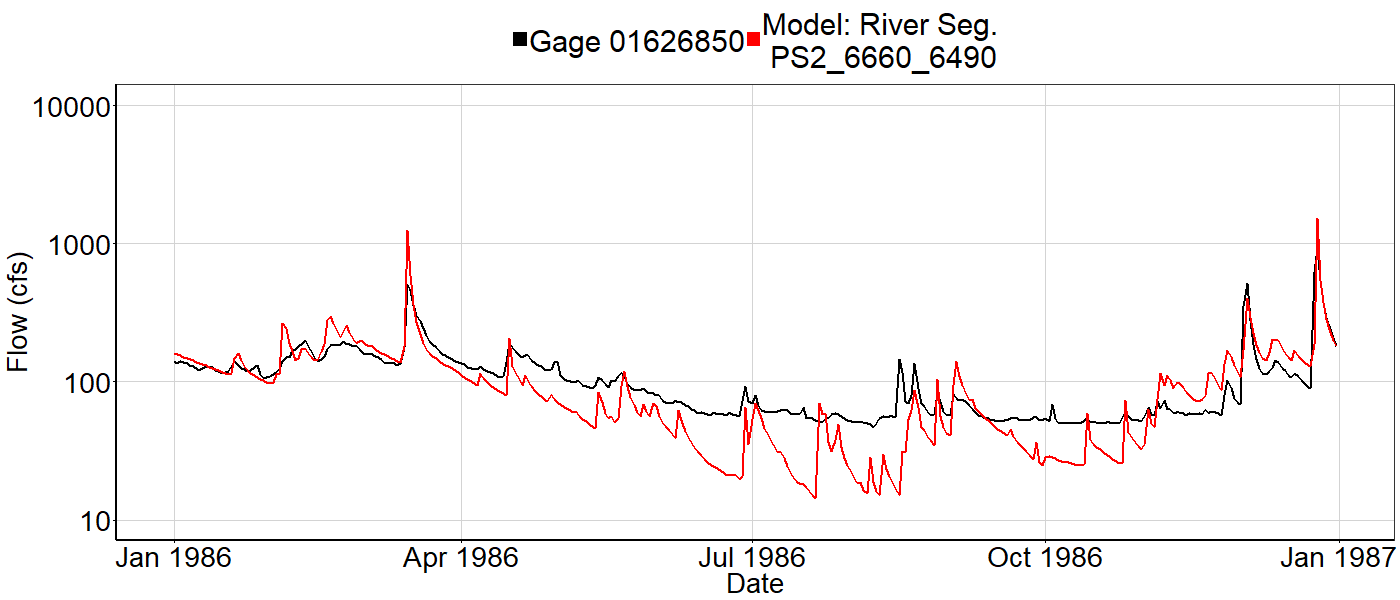 Gage 01626850
Model: River Seg.
PS2_6660_6490
10000
1000
100
10
Flow (cfs)
Jan 1986
Apr 1986
Jul 1986
Oct 1986
Jan 1987
Date